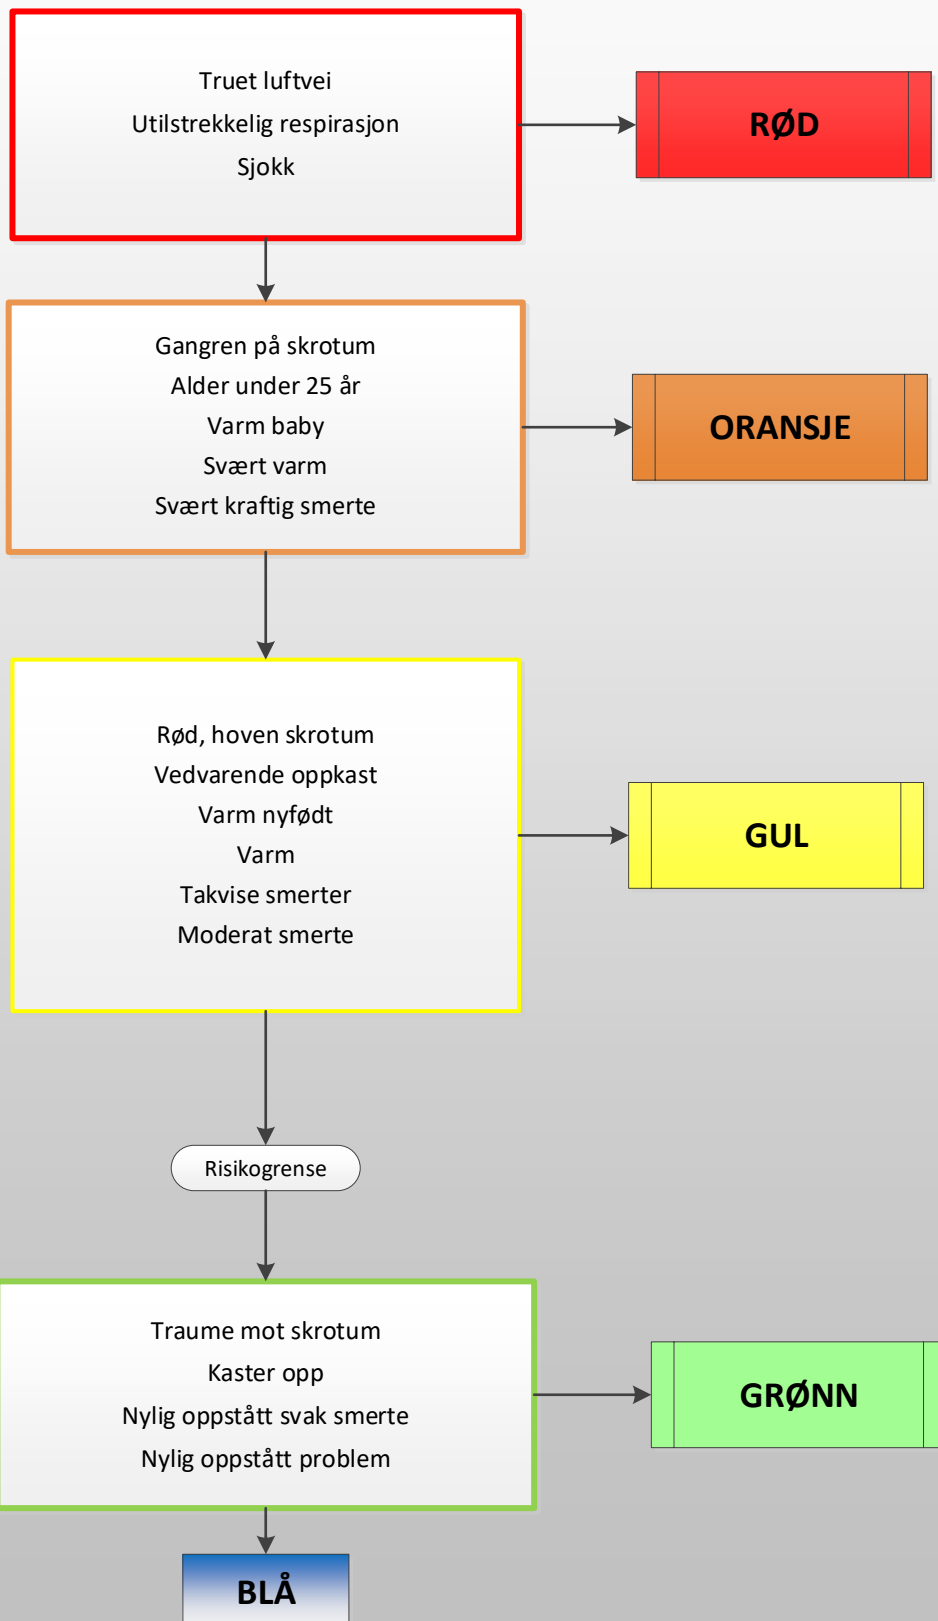 Truet luftvei
Utilstrekkelig respirasjon
Sjokk
RØD
Gangren på skrotum
Alder under 25 år
Varm baby
Svært varm
Svært kraftig smerte
ORANSJE
Rød, hoven skrotum
Vedvarende oppkast
Varm nyfødt
Varm
Takvise smerter
Moderat smerte
GUL
Risikogrense
Traume mot skrotum
Kaster opp
Nylig oppstått svak smerte
Nylig oppstått problem
GRØNN
BLÅ